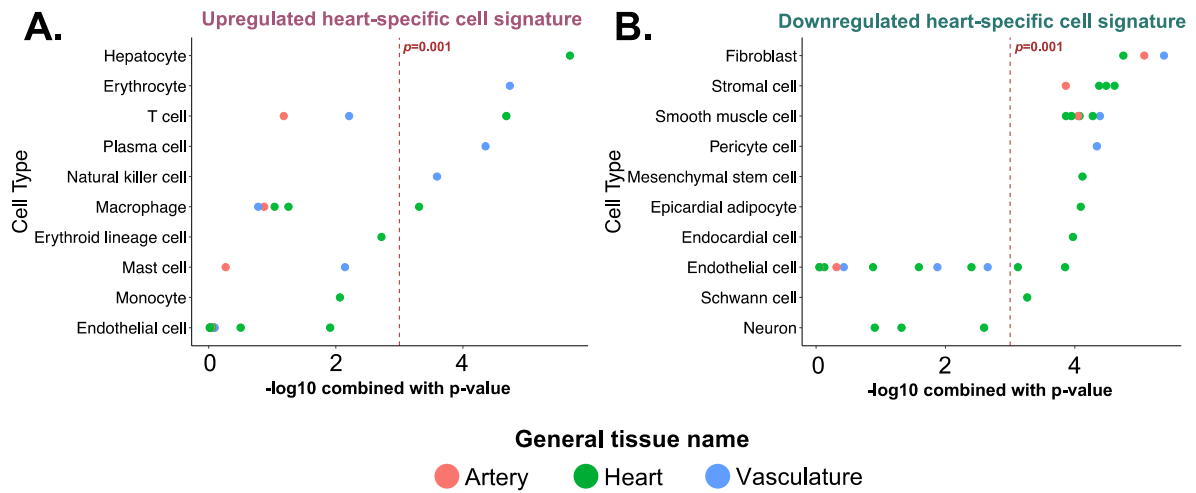 A.
Upregulated heart-specific cell signature
p=0.001
Cell Type
Hepatocyte
Erythrocyte
T cell
Plasma cell
Natural killer cell
Macrophage
Erythroid lineage cell
Mast cell
Monocyte
Endothelial cell
0 2 4
-log10 combined with p-value
B.
Downregulated heart-specific cell signature
p=0.001
Cell Type
Fibroblast
Stromal cell
Smooth muscle cell
Pericyte cell
Mesenchymal stem cell
Epicardial adipocyte
Endocardial cell
Endothelial cell
Schwann cell
Neuron
0 2 4
-log10 combined with p-value
General tissue name
Artery Heart Vasculature